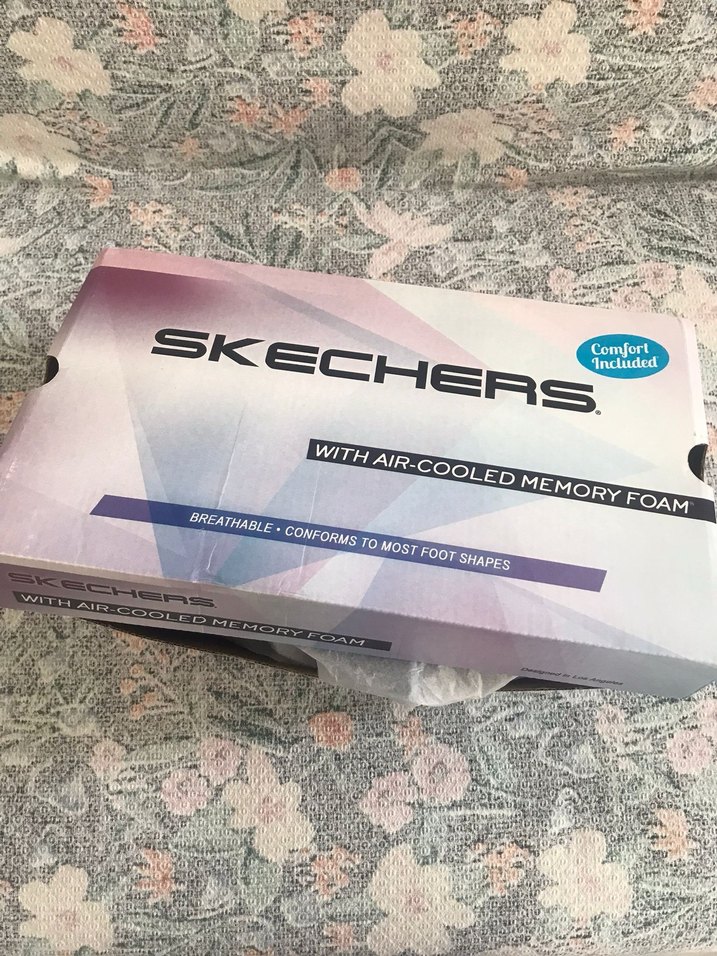 SKECHERS®
Comfort
Included
WITH AIR-COOLED MEMORY FOAM
BREATHABLE • CONFORMS TO MOST FOOT SHAPES
SKECHERS
WITH AIR-COOLED MEMORY FOAM
Designed in Los Angeles